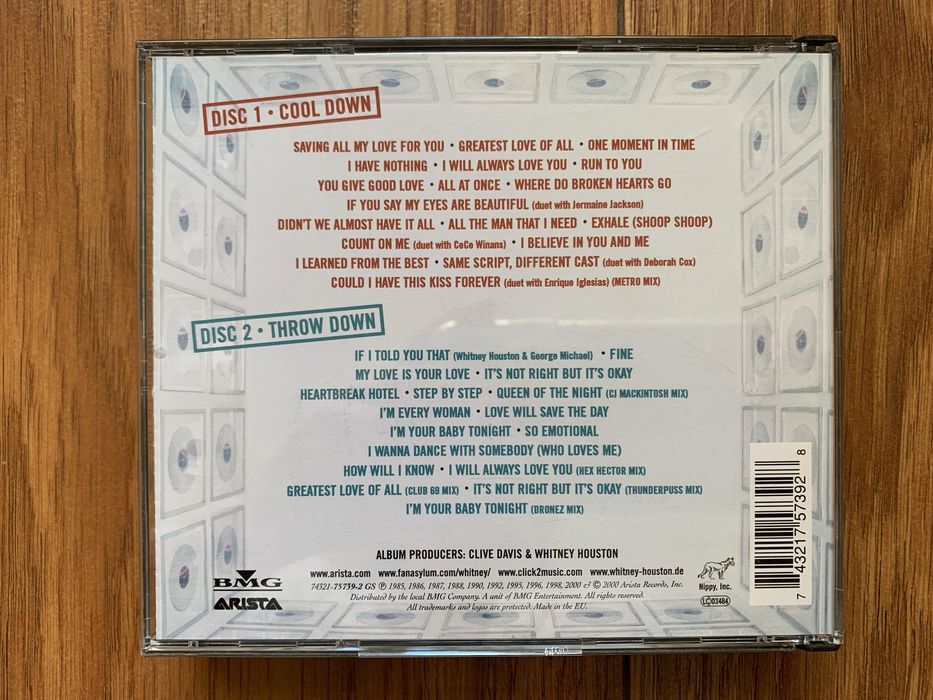 DISC 1 • COOL DOWN
SAVING ALL MY LOVE FOR YOU • GREATEST LOVE OF ALL • ONE MOMENT IN TIME
I HAVE NOTHING • I WILL ALWAYS LOVE YOU • RUN TO YOU
YOU GIVE GOOD LOVE • ALL AT ONCE • WHERE DO BROKEN HEARTS GO
IF YOU SAY MY EYES ARE BEAUTIFUL (duet with Jermaine Jackson)
DIDN'T WE ALMOST HAVE IT ALL • ALL THE MAN THAT I NEED • EXHALE (SHOOP SHOOP)
COUNT ON ME (duet with CeCe Winans) • I BELIEVE IN YOU AND ME
I LEARNED FROM THE BEST • SAME SCRIPT, DIFFERENT CAST (duet with Deborah Cox)
COULD I HAVE THIS KISS FOREVER (duet with Enrique Iglesias) (METRO MIX)
DISC 2 • THROW DOWN
IF I TOLD YOU THAT (Whitney Houston & George Michael) • FINE
MY LOVE IS YOUR LOVE • IT'S NOT RIGHT BUT IT'S OKAY
HEARTBREAK HOTEL • STEP BY STEP • QUEEN OF THE NIGHT (CJ MACKINTOSH MIX)
I'M EVERY WOMAN • LOVE WILL SAVE THE DAY
I'M YOUR BABY TONIGHT • SO EMOTIONAL
I WANNA DANCE WITH SOMEBODY (WHO LOVES ME)
HOW WILL I KNOW • I WILL ALWAYS LOVE YOU (HEX HECTOR MIX)
GREATEST LOVE OF ALL (CLUB 69 MIX) • IT'S NOT RIGHT BUT IT'S OKAY (THUNDERPUSS MIX)
I'M YOUR BABY TONIGHT (DRONEZ MIX)
ALBUM PRODUCERS: CLIVE DAVIS & WHITNEY HOUSTON
www.arista.com www.fanasylum.com/whitney/ www.click2music.com www.whitney-houston.de
74321-75739-2 GS ℗ 1985, 1986, 1987, 1988, 1990, 1992, 1995, 1996, 1998, 2000 & © 2000 Arista Records, Inc.
Distributed by the local BMG Company. A unit of BMG Entertainment. All rights reserved.
All trademarks and logos are protected. Made in the EU.
BMG
ARISTA
Nippy, Inc.
LC 03484
7 43217 57392 8